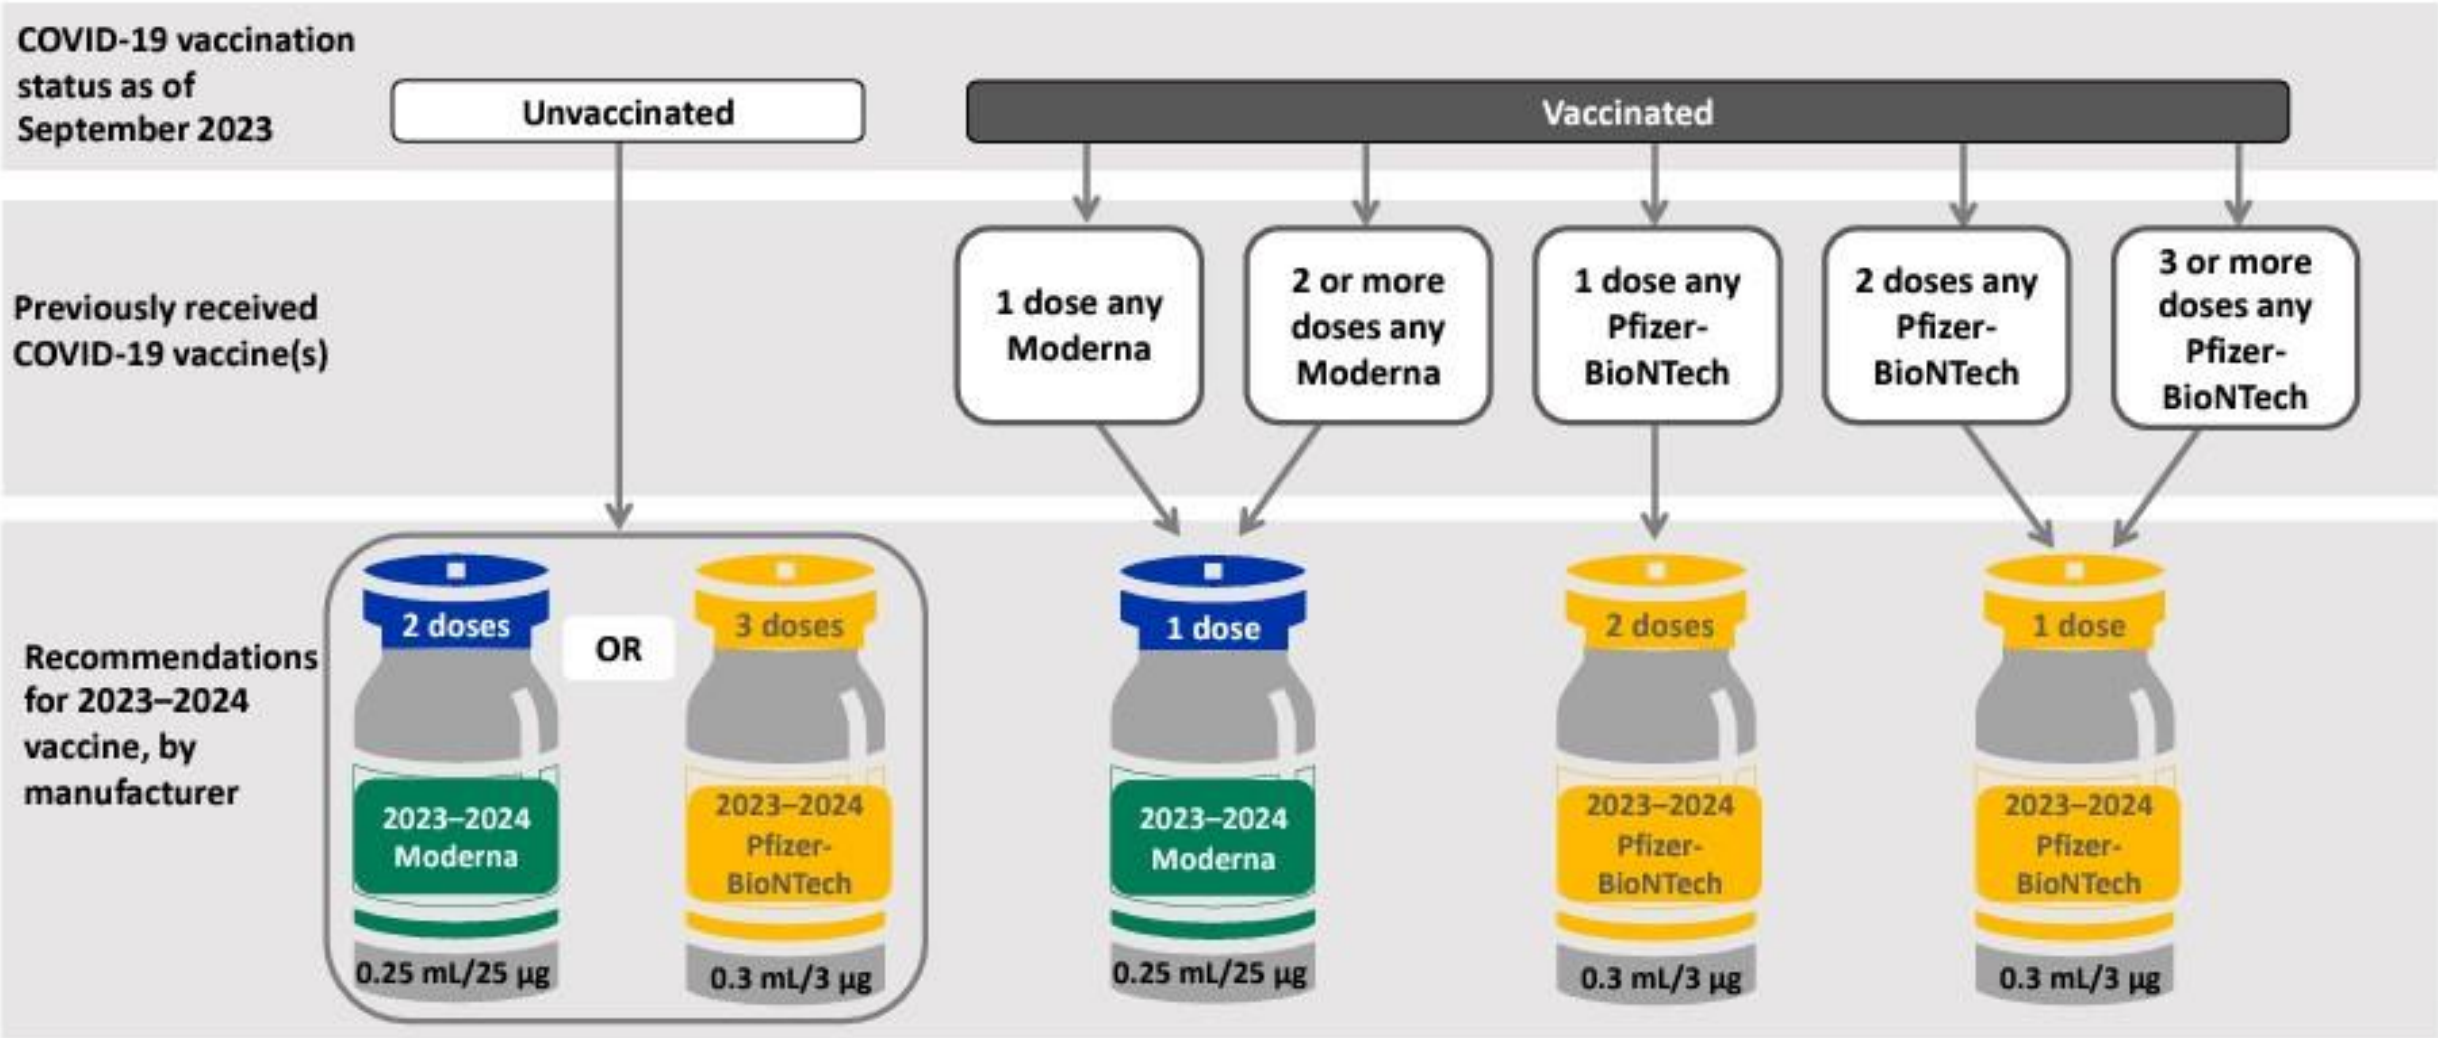 COVID-19 vaccination
status as of
September 2023
Unvaccinated
Vaccinated
Previously received
COVID-19 vaccine(s)
1 dose any
Moderna
2 or more
doses any
Moderna
1 dose any
Pfizer-
BioNTech
2 doses any
Pfizer-
BioNTech
3 or more
doses any
Pfizer-
BioNTech
Recommendations
for 2023–2024
vaccine, by
manufacturer
2 doses
2023–2024
Moderna
0.25 mL/25 µg
OR
3 doses
2023–2024
Pfizer-
BioNTech
0.3 mL/3 µg
1 dose
2023–2024
Moderna
0.25 mL/25 µg
2 doses
2023–2024
Pfizer-
BioNTech
0.3 mL/3 µg
1 dose
2023–2024
Pfizer-
BioNTech
0.3 mL/3 µg